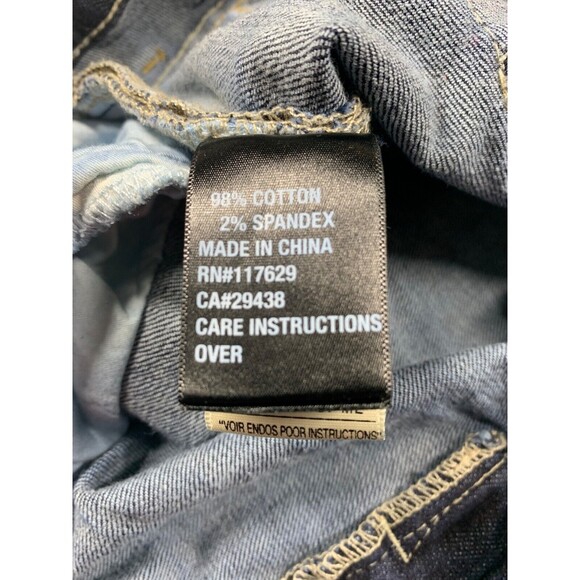 98% COTTON
2% SPANDEX
MADE IN CHINA
RN#117629
CA#29438
CARE INSTRUCTIONS
OVER
"VOIR ENDOS POOR INSTRUCTIONS"